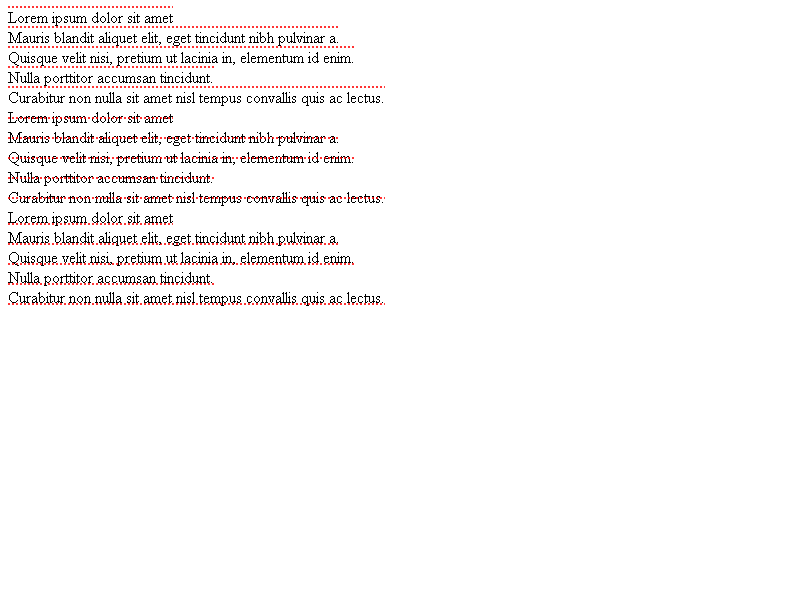 Lorem ipsum dolor sit amet
Mauris blandit aliquet elit, eget tincidunt nibh pulvinar a.
Quisque velit nisi, pretium ut lacinia in, elementum id enim.
Nulla porttitor accumsan tincidunt.
Curabitur non nulla sit amet nisl tempus convallis quis ac lectus.
Lorem ipsum dolor sit amet
Mauris blandit aliquet elit, eget tincidunt nibh pulvinar a.
Quisque velit nisi, pretium ut lacinia in, elementum id enim.
Nulla porttitor accumsan tincidunt.
Curabitur non nulla sit amet nisl tempus convallis quis ac lectus.
Lorem ipsum dolor sit amet
Mauris blandit aliquet elit, eget tincidunt nibh pulvinar a.
Quisque velit nisi, pretium ut lacinia in, elementum id enim.
Nulla porttitor accumsan tincidunt.
Curabitur non nulla sit amet nisl tempus convallis quis ac lectus.